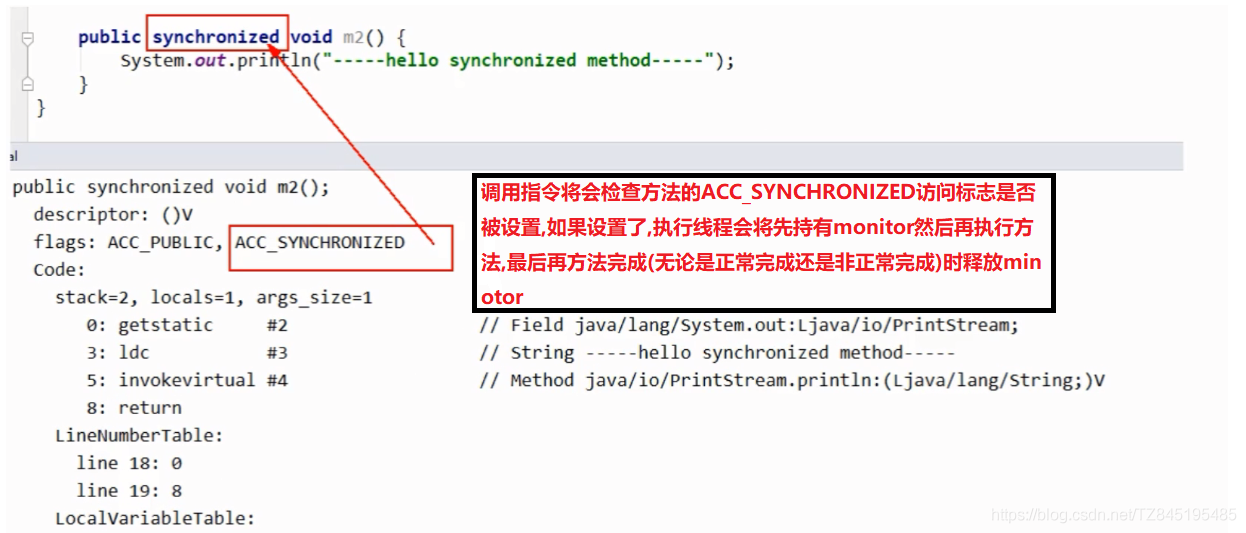 public synchronized void m2() {
System.out.println("-----hello synchronized method-----");
}
}
al
public synchronized void m2();
descriptor: ()V
flags: ACC_PUBLIC, ACC_SYNCHRONIZED
Code:
stack=2, locals=1, args_size=1
0: getstatic #2 // Field java/lang/System.out:Ljava/io/PrintStream;
3: ldc #3 // String -----hello synchronized method-----
5: invokevirtual #4 // Method java/io/PrintStream.println:(Ljava/lang/String;)V
8: return
LineNumberTable:
line 18: 0
line 19: 8
LocalVariableTable:
调用指令将会检查方法的ACC_SYNCHRONIZED访问标志是否
被设置,如果设置了,执行线程会将先持有monitor然后再执行方
法,最后再方法完成(无论是正常完成还是非正常完成)时释放min
otor
https://blog.csdn.net/TZ845195485